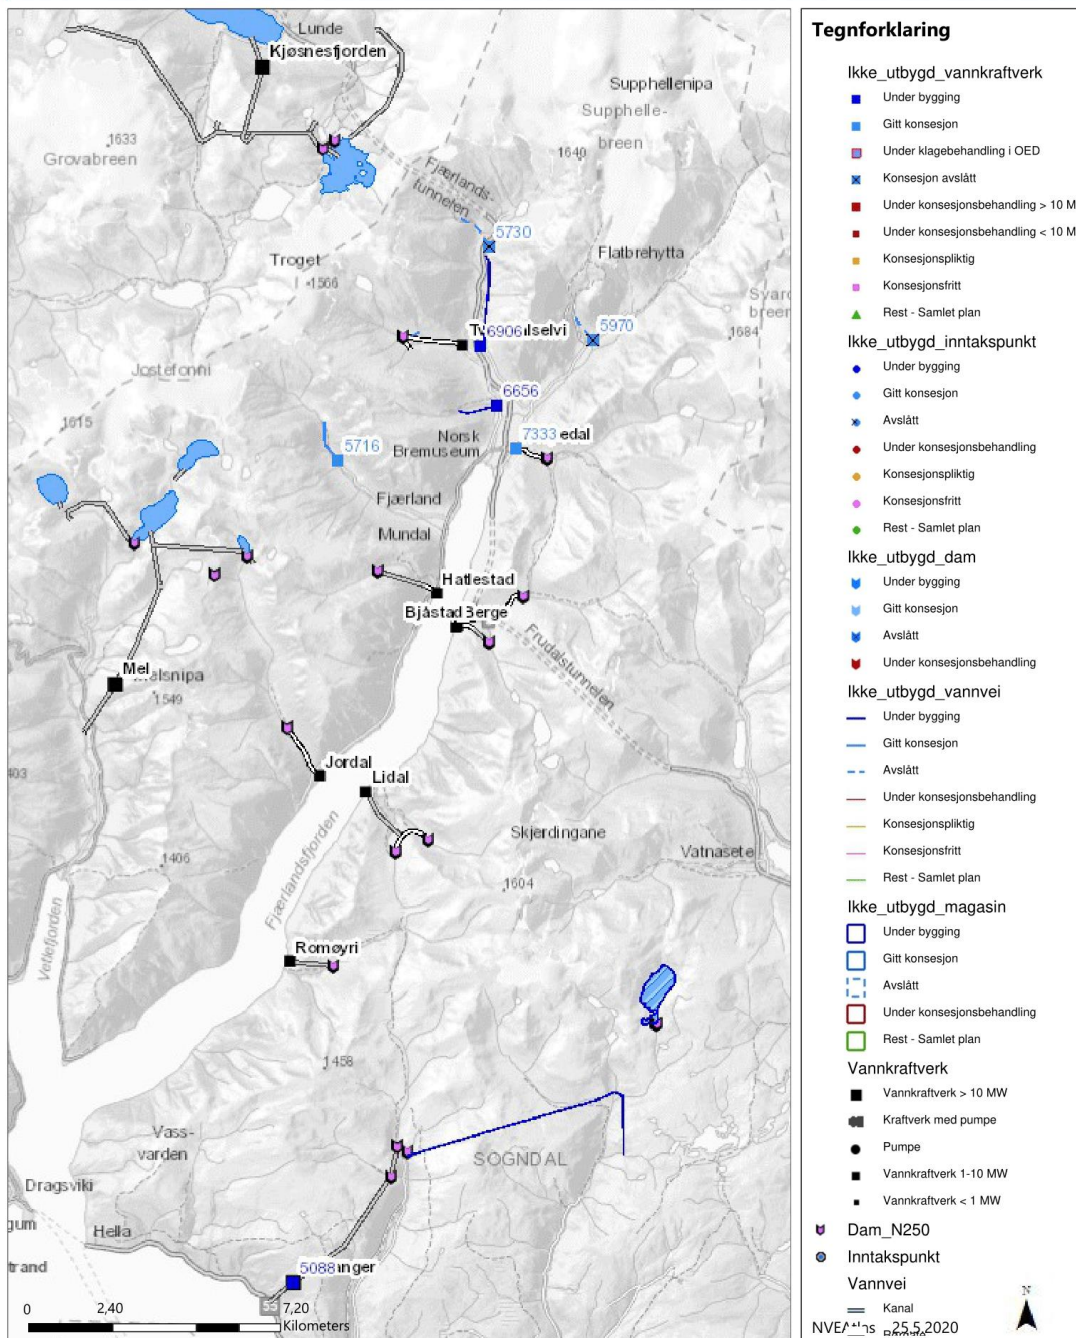 Lunde
Kjøsnesfjorden
Supphellenipa
Supphelle-
breen
1633
Grovabreen
1640
Fjærlands-
tunnelen
5730
Flatbrehytta
Troget
1566
Svard
breen
1684
5970
6906
lselvi
Jostefonni
6656
1615
Norsk
Bremuseum
7333
edal
5716
Fjærland
Mundal
Hatlestad
Bjåstad
Berge
Frudalstunnelen
Mel
elsnipa
1549
403
Jordal
Lidal
Skjerdingane
Vatnasete
1406
1604
Fjærlandsfjorden
Vetlefjorden
Romøyri
1458
Vass-
varden
SOGNDAL
Dragsviki
gum
Hella
trand
5088
anger
55
0 2,40 7,20
Kilometers
Tegnforklaring
Ikke_utbygd_vannkraftverk
Under bygging
Gitt konsesjon
Under klagebehandling i OED
Konsesjon avslått
Under konsesjonsbehandling > 10 M
Under konsesjonsbehandling < 10 M
Konsesjonspliktig
Konsesjonsfritt
Rest - Samlet plan
Ikke_utbygd_inntakspunkt
Under bygging
Gitt konsesjon
Avslått
Under konsesjonsbehandling
Konsesjonspliktig
Konsesjonsfritt
Rest - Samlet plan
Ikke_utbygd_dam
Under bygging
Gitt konsesjon
Avslått
Under konsesjonsbehandling
Ikke_utbygd_vannvei
Under bygging
Gitt konsesjon
Avslått
Under konsesjonsbehandling
Konsesjonspliktig
Konsesjonsfritt
Rest - Samlet plan
Ikke_utbygd_magasin
Under bygging
Gitt konsesjon
Avslått
Under konsesjonsbehandling
Rest - Samlet plan
Vannkraftverk
Vannkraftverk > 10 MW
Kraftverk med pumpe
Pumpe
Vannkraftverk 1-10 MW
Vannkraftverk < 1 MW
Dam_N250
Inntakspunkt
Vannvei
Kanal
N
25.5.2020